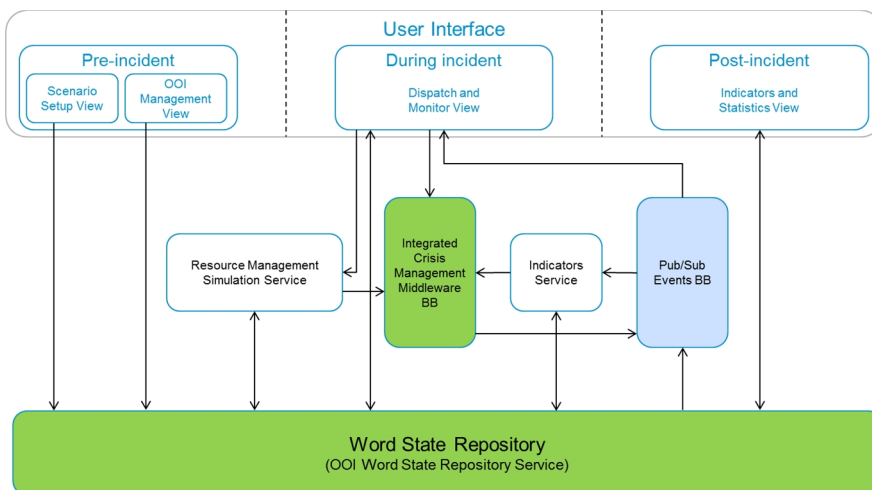 User Interface
Pre-incident
Scenario
Setup View
OOI
Management
View
During incident
Dispatch and
Monitor View
Post-incident
Indicators and
Statistics View
Resource Management
Simulation Service
Integrated
Crisis
Management
Middleware
BB
Indicators
Service
Pub/Sub
Events BB
Word State Repository
(OOI Word State Repository Service)